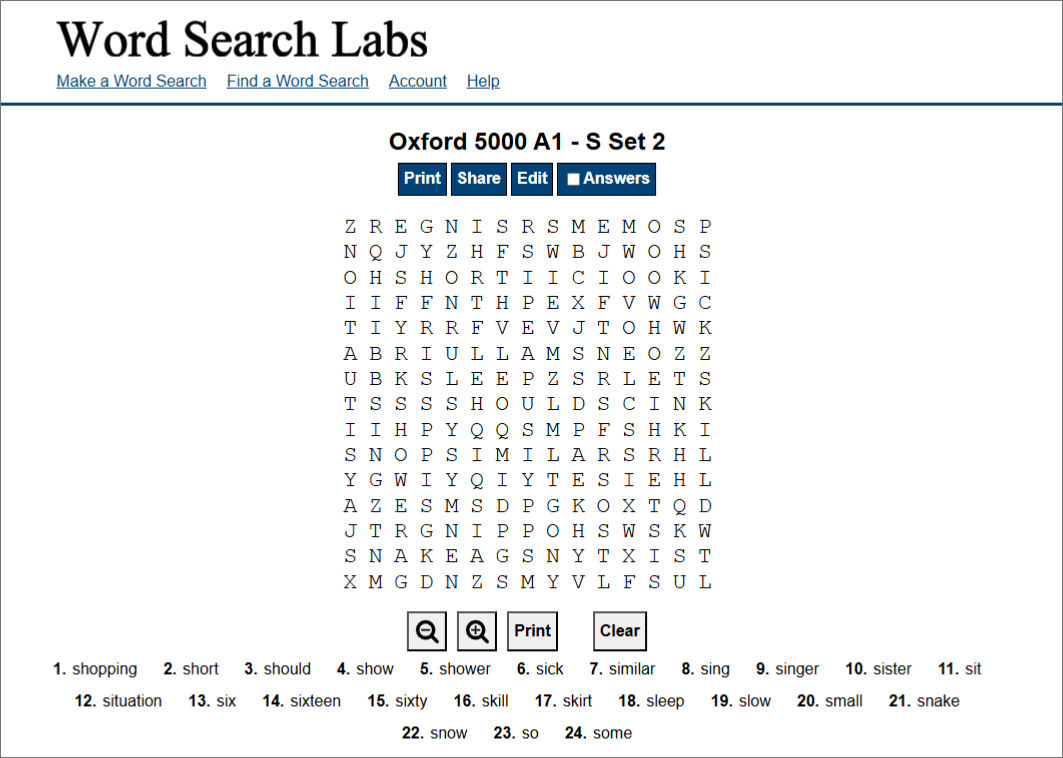 Word Search Labs
Make a Word Search Find a Word Search Account Help
Oxford 5000 A1 - S Set 2
Print Share Edit Answers
Z R E G N I S R S M E M O S P
N Q J Y Z H F S W B J W O H S
O H S H O R T I I C I O O K I
I I F F N T H P E X F V W G C
T I Y R R F V E V J T O H W K
A B R I U L L A M S N E O Z Z
U B K S L E E P Z S R L E T S
T S S S S H O U L D S C I N K
I I H P Y Q Q S M P F S H K I
S N O P S I M I L A R S R H L
Y G W I Y Q I Y T E S I E H L
A Z E S M S D P G K O X T Q D
J T R G N I P P O H S W S K W
S N A K E A G S N Y T X I S T
X M G D N Z S M Y V L F S U L
Print Clear
1. shopping 2. short 3. should 4. show 5. shower 6. sick 7. similar 8. sing 9. singer 10. sister 11. sit
12. situation 13. six 14. sixteen 15. sixty 16. skill 17. skirt 18. sleep 19. slow 20. small 21. snake
22. snow 23. so 24. some